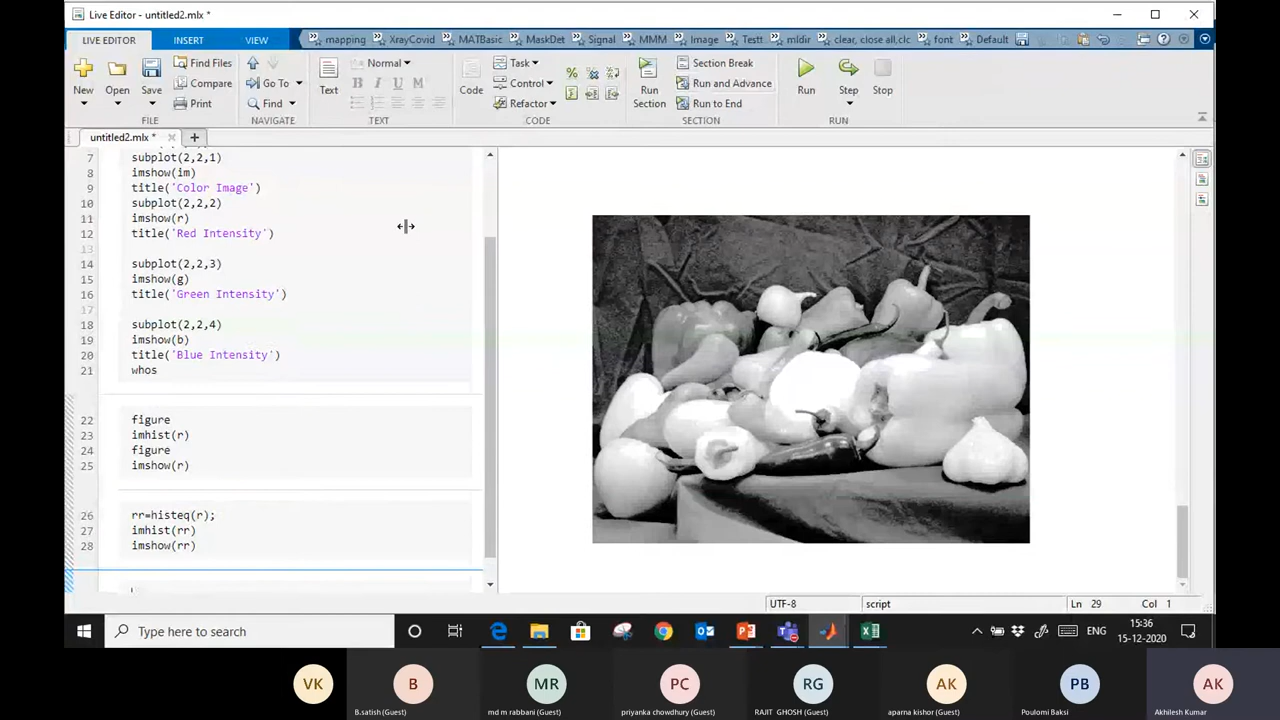 Live Editor - untitled2.mlx *
LIVE EDITOR INSERT VIEW mapping XrayCovid MATBasic MaskDet Signal MMM Image Testt mldir clear, close all,clc font Default
New Open Save Find Files Compare Print
Go To Find
Text Normal B I U M
Code Task Control Refactor
Run Section Section Break Run and Advance Run to End
Run Step Stop
FILE NAVIGATE TEXT CODE SECTION RUN
untitled2.mlx * +
7 subplot(2,2,1)
8 imshow(im)
9 title('Color Image')
10 subplot(2,2,2)
11 imshow(r)
12 title('Red Intensity')
13
14 subplot(2,2,3)
15 imshow(g)
16 title('Green Intensity')
17
18 subplot(2,2,4)
19 imshow(b)
20 title('Blue Intensity')
21 whos
22 figure
23 imhist(r)
24 figure
25 imshow(r)
26 rr=histeq(r);
27 imhist(rr)
28 imshow(rr)
UTF-8 script Ln 29 Col 1
Type here to search
ENG
15:36
15-12-2020
VK B MR PC RG AK PB AK
B.satish (Guest) md m rabbani (Guest) priyanka chowdhury (Guest) RAJIT GHOSH (Guest) aparna kishor (Guest) Poulomi Baksi Akhilesh Kumar